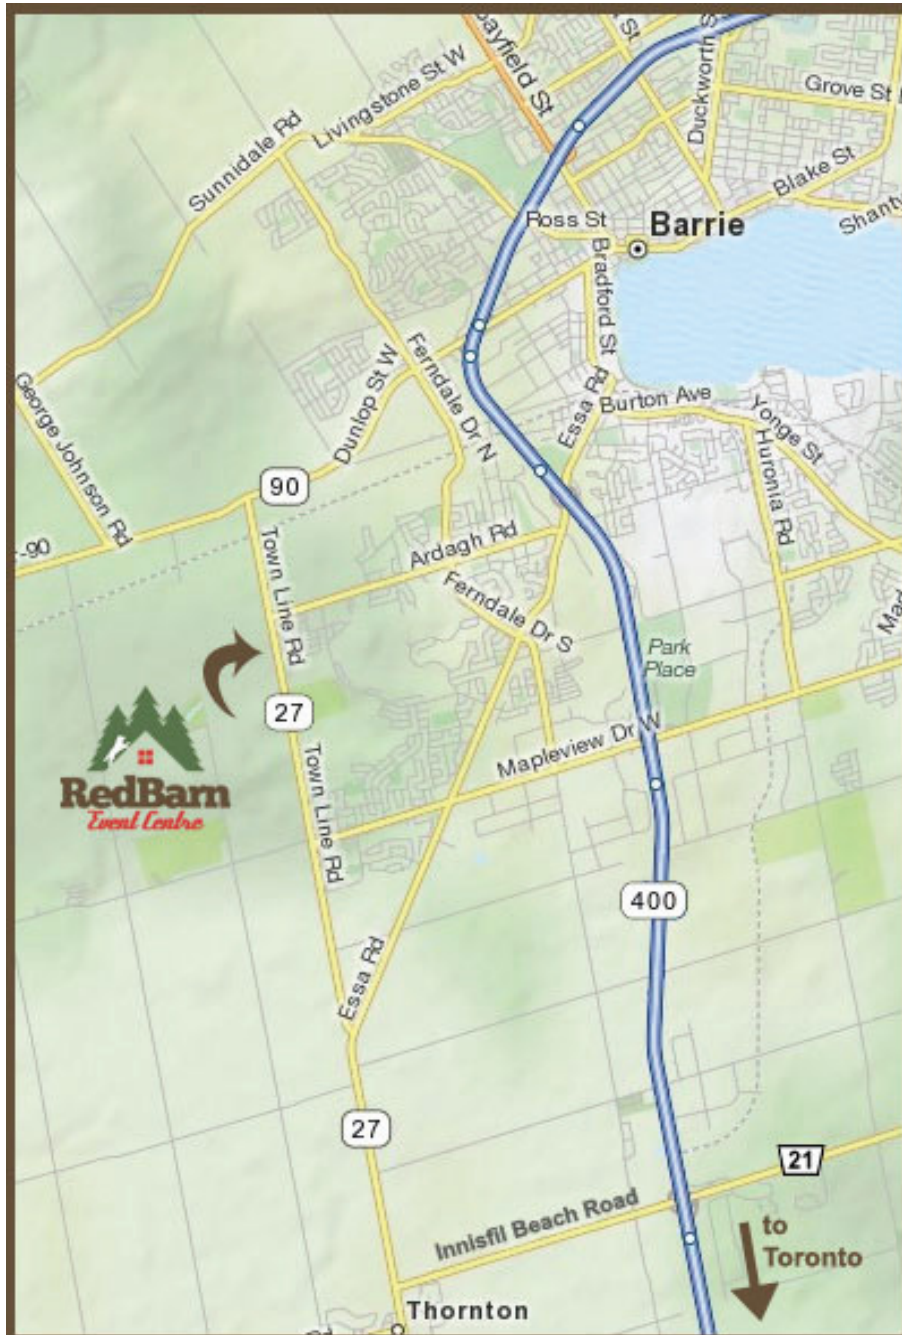 Bayfield St
Livingstone St W
St
Duckworth S
Grove St
Sunnidale Rd
Blake St
Ross St
Barrie
Shanty
Bradford St
Ferndale Dr N
Dunlop St W
Essa Rd
Burton Ave
Yonge St
George Johnson Rd
Huronia Rd
90
-90
Town Line Rd
Ardagh Rd
Ferndale Dr S
Park
Place
27
RedBarn
Event Centre
Mapleview Dr W
Town Line Rd
400
Essa Rd
27
21
Innisfil Beach Road
to
Toronto
Thornton